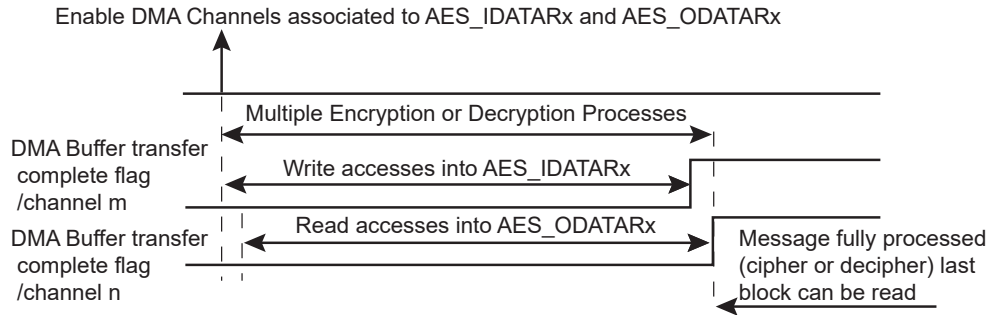 Enable DMA Channels associated to AES_IDATARx and AES_ODATARx
Multiple Encryption or Decryption Processes
DMA Buffer transfer
complete flag
/channel m
Write accesses into AES_IDATARx
DMA Buffer transfer
complete flag
/channel n
Read accesses into AES_ODATARx
Message fully processed
(cipher or decipher) last
block can be read